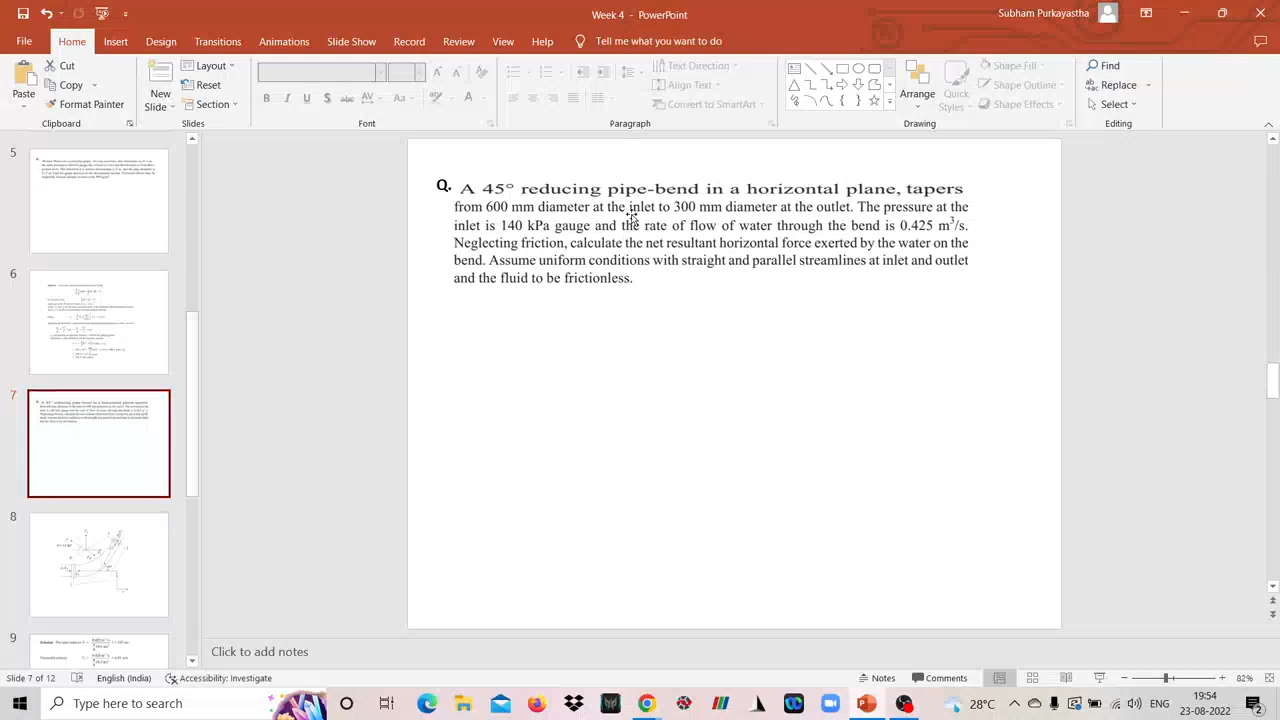 Week 4 - PowerPoint
Subham Purkayastha
File Home Insert Design Transitions Animations Slide Show Record Review View Help Tell me what you want to do
Cut
Copy
Format Painter
Paste
Clipboard
New Slide
Layout
Reset
Section
Slides
B I U S ab AV Aa A
Font
Text Direction
Align Text
Convert to SmartArt
Paragraph
Arrange
Quick Styles
Shape Fill
Shape Outline
Shape Effects
Drawing
Find
Replace
Select
Editing
5
6
7
8
9
Q. A 45° reducing pipe-bend in a horizontal plane, tapers
from 600 mm diameter at the inlet to 300 mm diameter at the outlet. The pressure at the
inlet is 140 kPa gauge and the rate of flow of water through the bend is 0.425 m³/s.
Neglecting friction, calculate the net resultant horizontal force exerted by the water on the
bend. Assume uniform conditions with straight and parallel streamlines at inlet and outlet
and the fluid to be frictionless.
Click to add notes
Slide 7 of 12 English (India) Accessibility: Investigate Notes Comments 82%
Type here to search
28°C ENG 19:54
23-08-2022 2